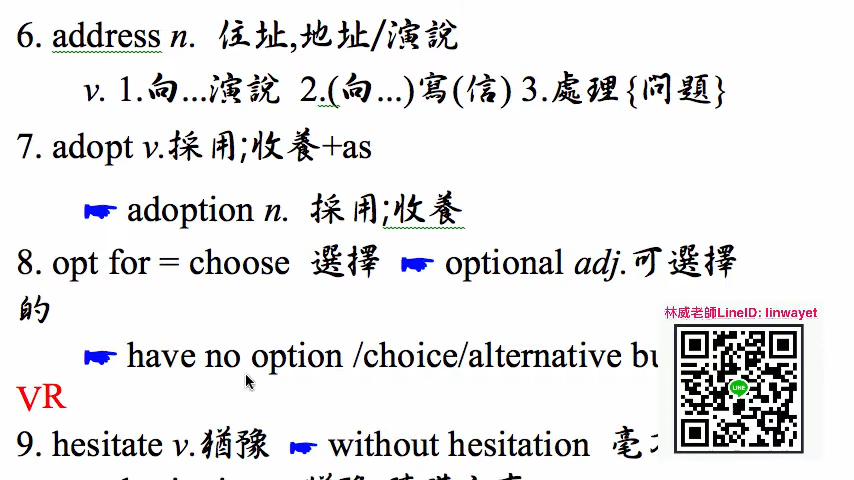 6. address n. 住址,地址/演說
v. 1.向...演說 2.(向...)寫(信) 3.處理{問題}
7. adopt v.採用;收養+as
☛ adoption n. 採用;收養
8. opt for = choose 選擇 ☛ optional adj.可選擇
的
林威老師LineID: linwayet
☛ have no option /choice/alternative bu
VR
LINE
9. hesitate v.猶豫 ☛ without hesitation 毫